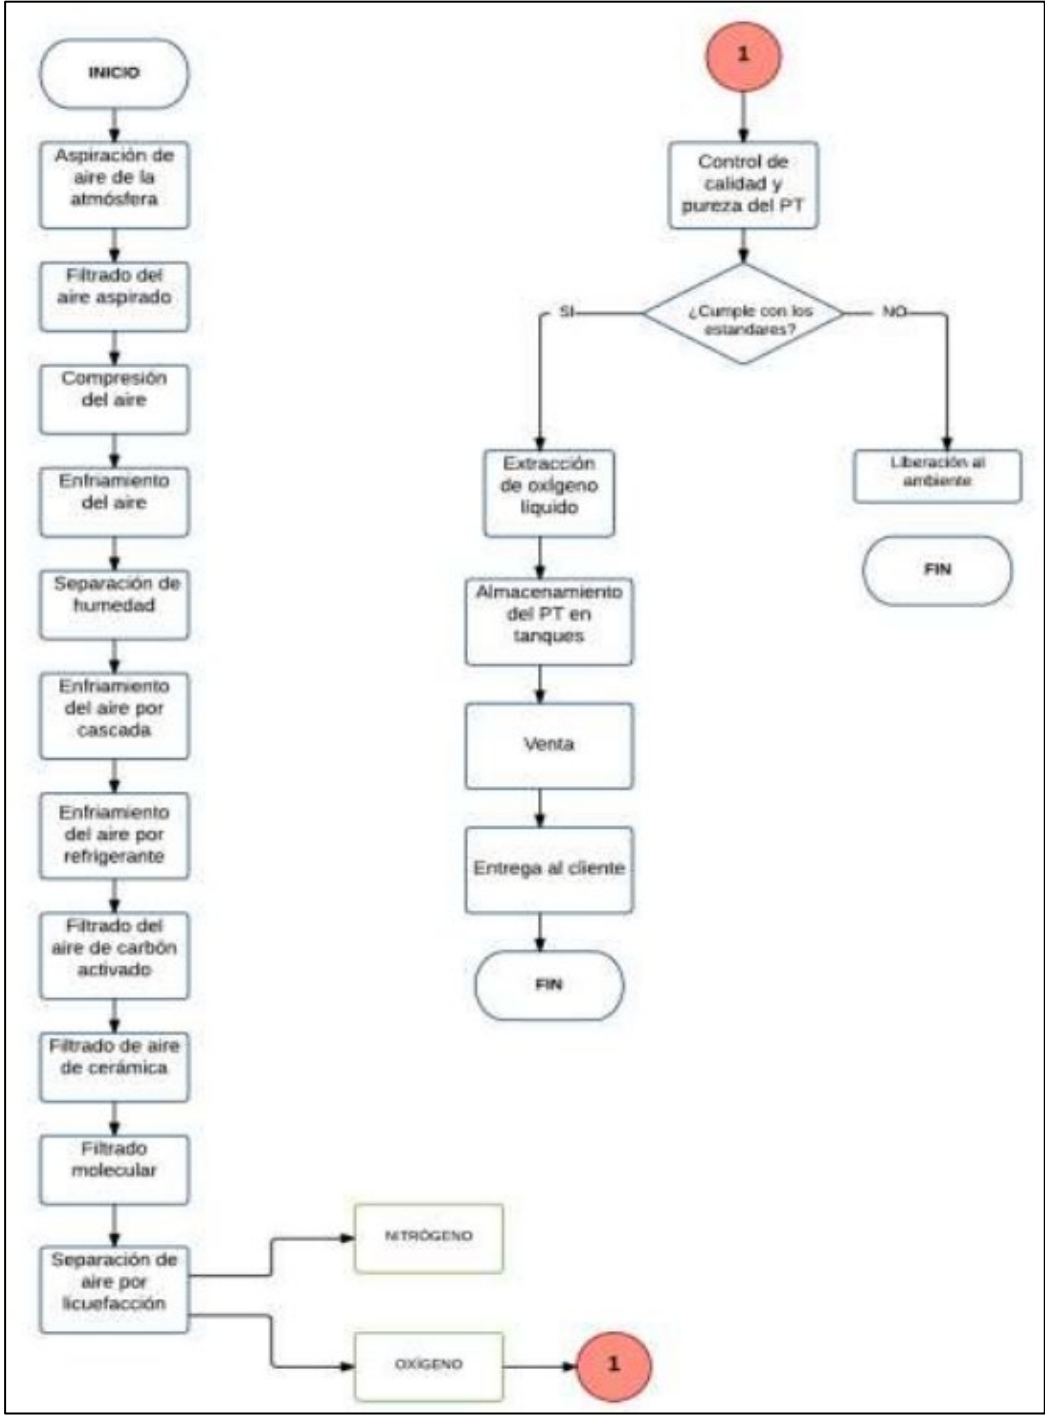 INICIO
Aspiración de
aire de la
atmósfera
Filtrado del
aire aspirado
Compresión
del aire
Enfriamiento
del aire
Separación de
humedad
Enfriamiento
del aire por
cascada
Enfriamiento
del aire por
refrigerante
Filtrado del
aire de carbón
activado
Filtrado de aire
de cerámica
Filtrado
molecular
Separación de
aire por
licuefacción
NITRÓGENO
OXÍGENO
1
1
Control de
calidad y
pureza del PT
¿Cumple con los
estandares?
SI
NO
Extracción
de oxígeno
líquido
Almacenamiento
del PT en
tanques
Venta
Entrega al cliente
FIN
Liberación al
ambiente
FIN